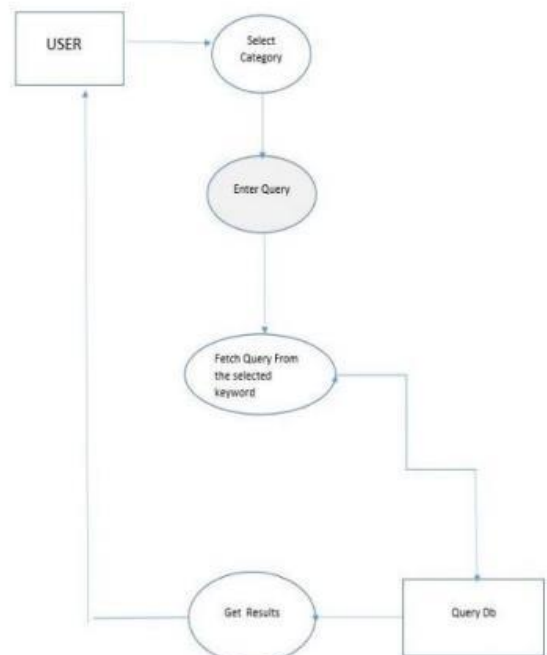 USER
Select
Category
Enter Query
Fetch Query From
the selected
keyword
Get Results
Query Db